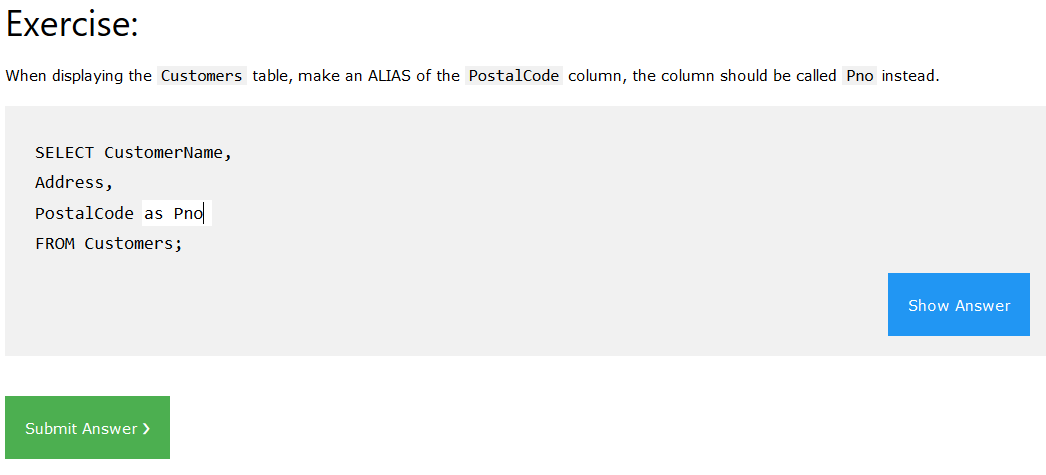 Exercise:
When displaying the Customers table, make an ALIAS of the PostalCode column, the column should be called Pno instead.
SELECT CustomerName,
Address,
PostalCode as Pno
FROM Customers;
Show Answer
Submit Answer ❯